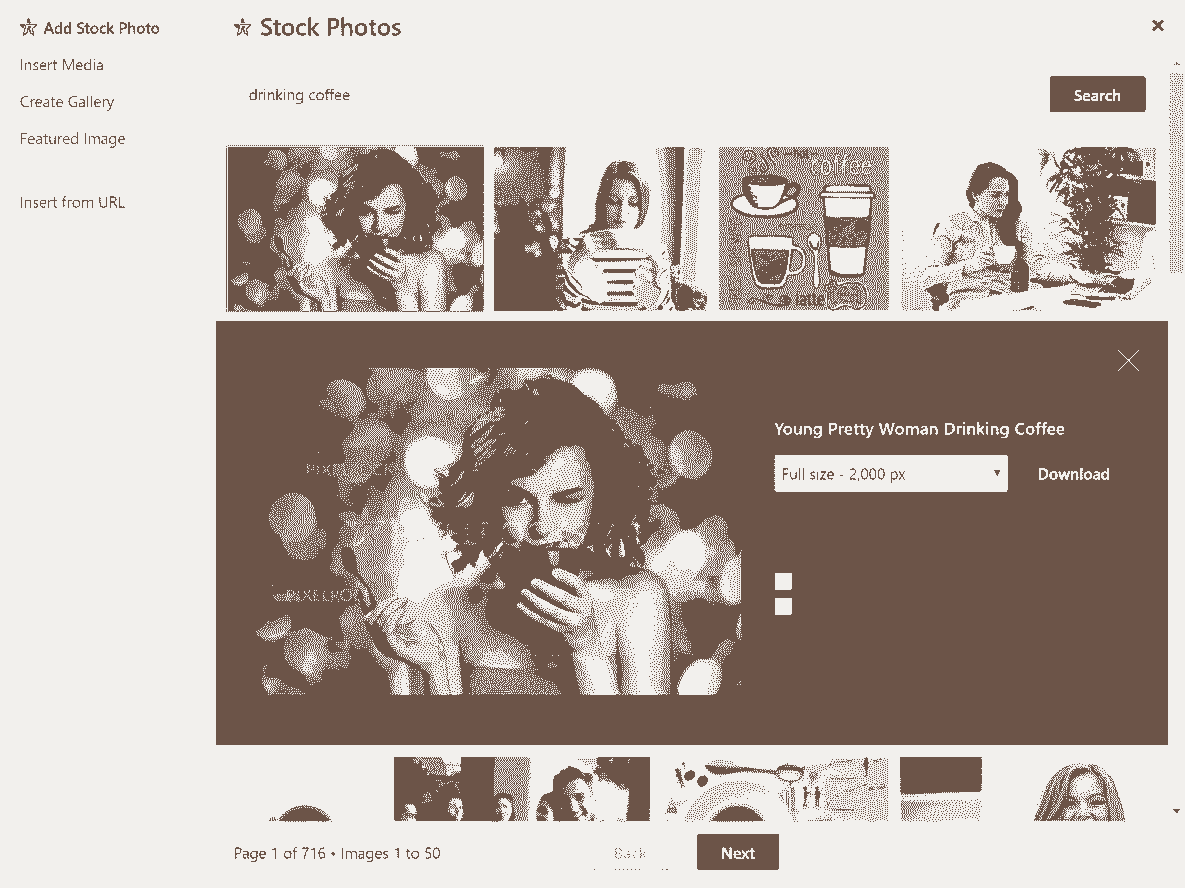 Add Stock Photo
Insert Media
Create Gallery
Featured Image
Insert from URL
Stock Photos
drinking coffee
Search
coffee
latte
Young Pretty Woman Drinking Coffee
Full size - 2,000 px
Download
Page 1 of 716 • Images 1 to 50
Back
Next